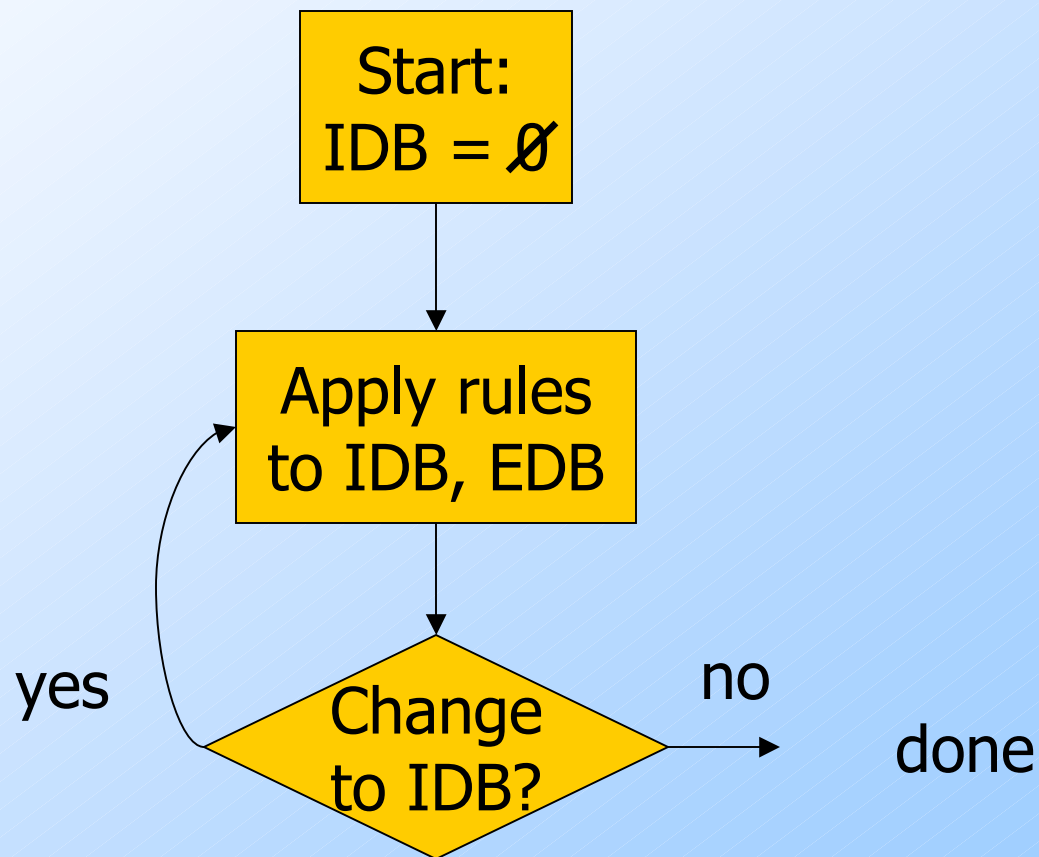 Start:
IDB = ∅
Apply rules
to IDB, EDB
yes
Change
to IDB?
no
done